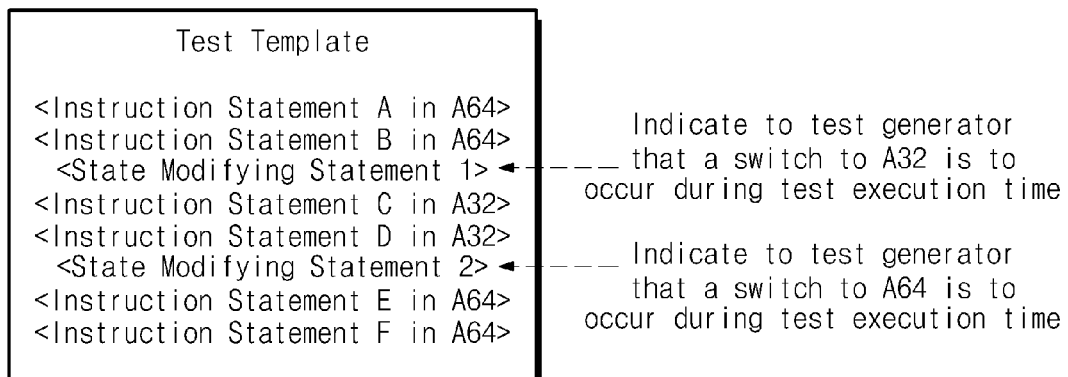 Test Template
<Instruction Statement A in A64>
<Instruction Statement B in A64>
<State Modifying Statement 1>
<Instruction Statement C in A32>
<Instruction Statement D in A32>
<State Modifying Statement 2>
<Instruction Statement E in A64>
<Instruction Statement F in A64>
Indicate to test generator
that a switch to A32 is to
occur during test execution time
Indicate to test generator
that a switch to A64 is to
occur during test execution time